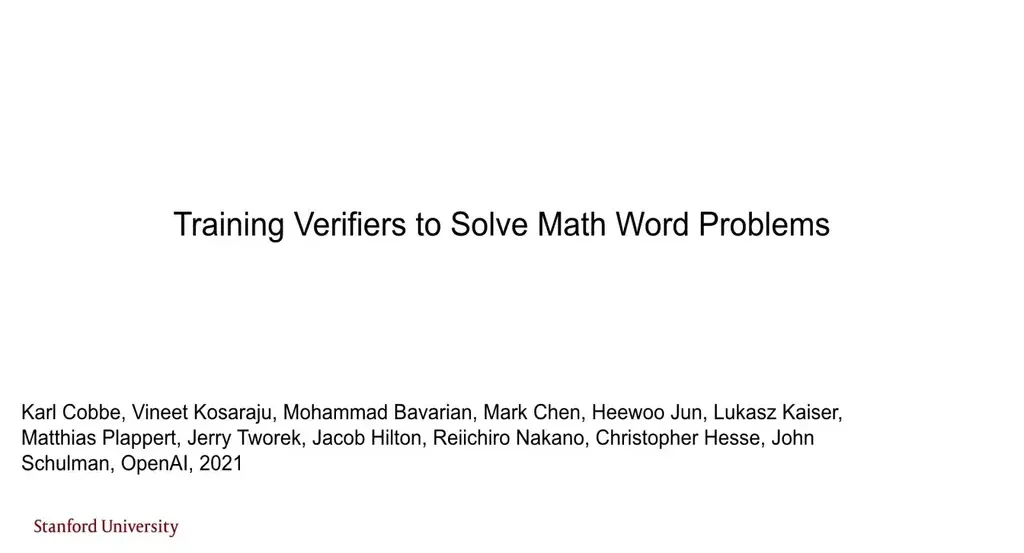 Training Verifiers to Solve Math Word Problems
Karl Cobbe, Vineet Kosaraju, Mohammad Bavarian, Mark Chen, Heewoo Jun, Lukasz Kaiser,
Matthias Plappert, Jerry Tworek, Jacob Hilton, Reiichiro Nakano, Christopher Hesse, John
Schulman, OpenAI, 2021
Stanford University